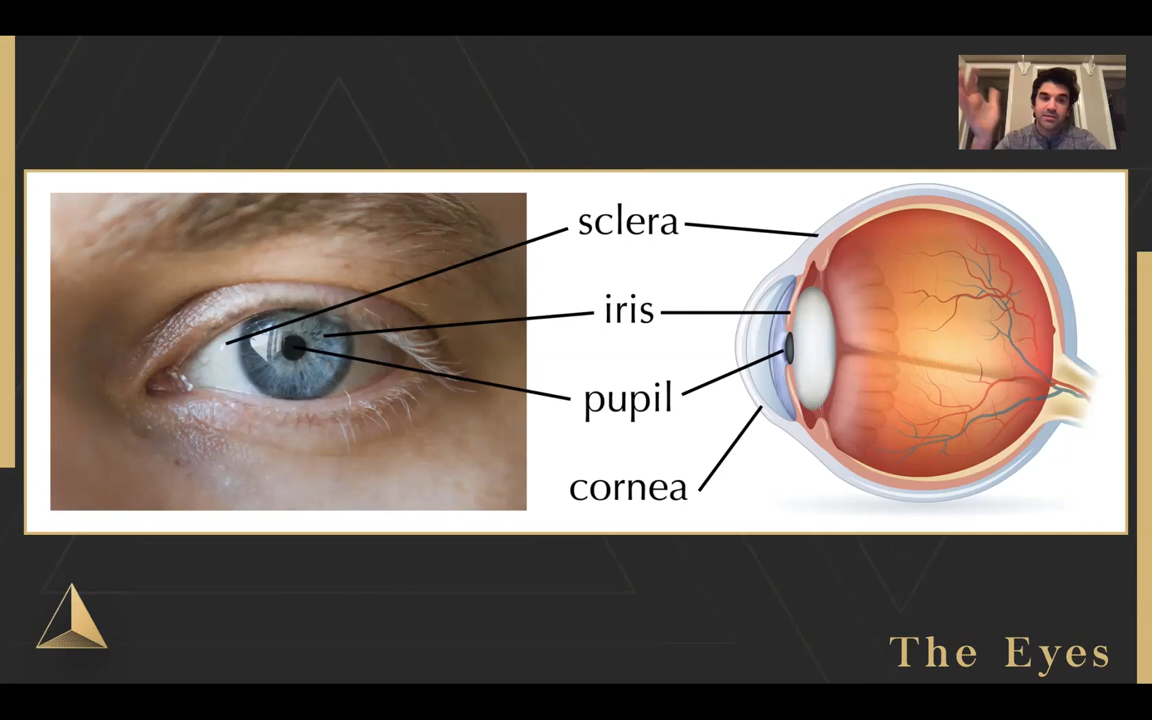 sclera
iris
pupil
cornea
The Eyes